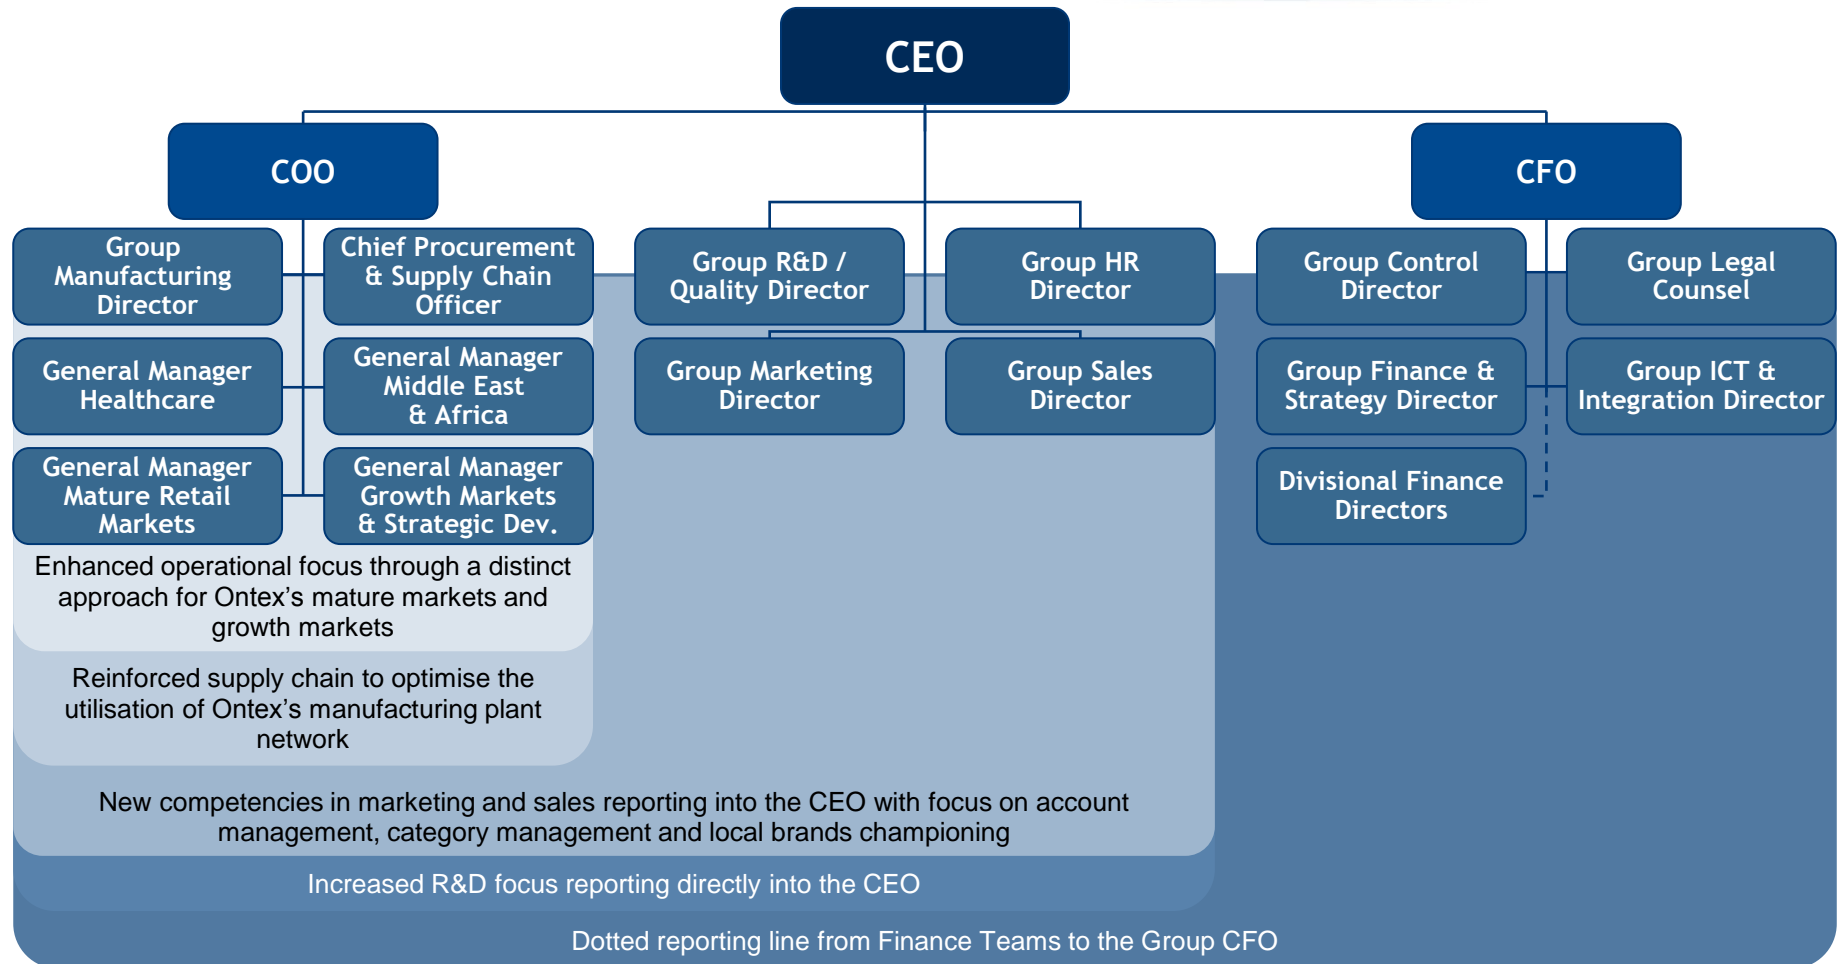 CEO
COO
CFO
Group
Manufacturing
Director
Chief Procurement
& Supply Chain
Officer
Group R&D /
Quality Director
Group HR
Director
Group Control
Director
Group Legal
Counsel
General Manager
Healthcare
General Manager
Middle East
& Africa
Group Marketing
Director
Group Sales
Director
Group Finance &
Strategy Director
Group ICT &
Integration Director
General Manager
Mature Retail
Markets
General Manager
Growth Markets
& Strategic Dev.
Divisional Finance
Directors
Enhanced operational focus through a distinct
approach for Ontex’s mature markets and
growth markets
Reinforced supply chain to optimise the
utilisation of Ontex’s manufacturing plant
network
New competencies in marketing and sales reporting into the CEO with focus on account
management, category management and local brands championing
Increased R&D focus reporting directly into the CEO
Dotted reporting line from Finance Teams to the Group CFO